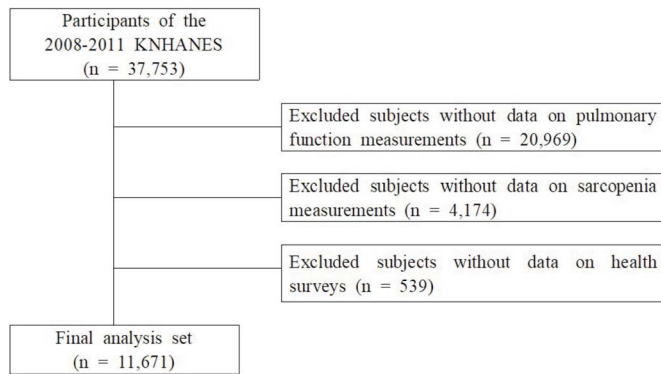 Participants of the
2008-2011 KNHANES
(n = 37,753)
Excluded subjects without data on pulmonary
function measurements (n = 20,969)
Excluded subjects without data on sarcopenia
measurements (n = 4,174)
Excluded subjects without data on health
surveys (n = 539)
Final analysis set
(n = 11,671)